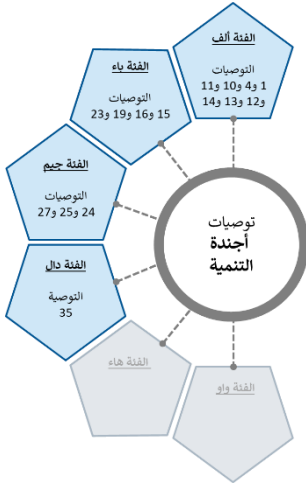 الفئة ألف
التوصيات
1 و4 و10 و11
و12 و13 و14
الفئة باء
التوصيات
15 و16 و19 و23
الفئة جيم
التوصيات
24 و25 و27
الفئة دال
التوصية
35
الفئة هاء
الفئة واو
توصيات
أجندة
التنمية